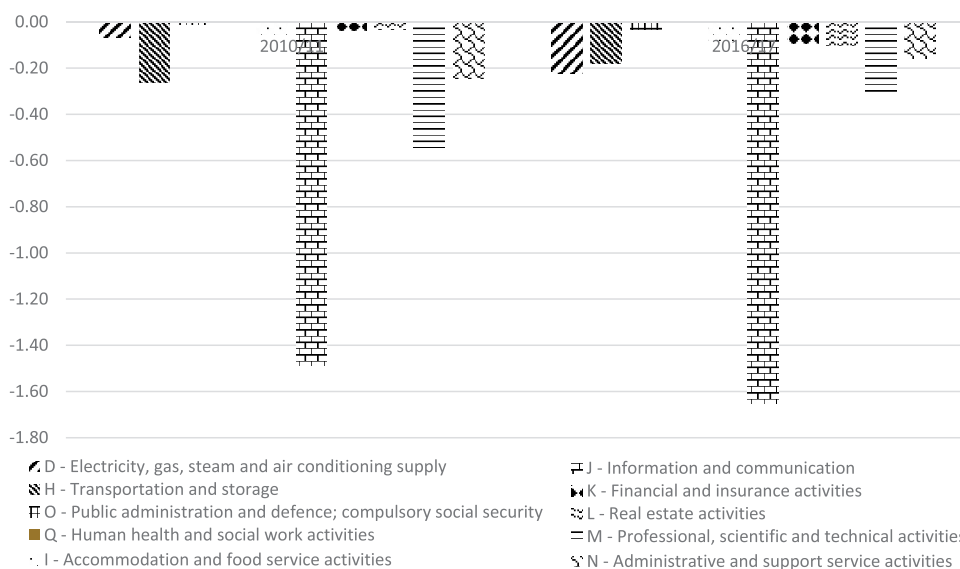 0.00
2010/11 2016/17
-0.20
-0.40
-0.60
-0.80
-1.00
-1.20
-1.40
-1.60
-1.80
D - Electricity, gas, steam and air conditioning supply
H - Transportation and storage
O - Public administration and defence; compulsory social security
Q - Human health and social work activities
I - Accommodation and food service activities
J - Information and communication
K - Financial and insurance activities
L - Real estate activities
M - Professional, scientific and technical activities
N - Administrative and support service activities